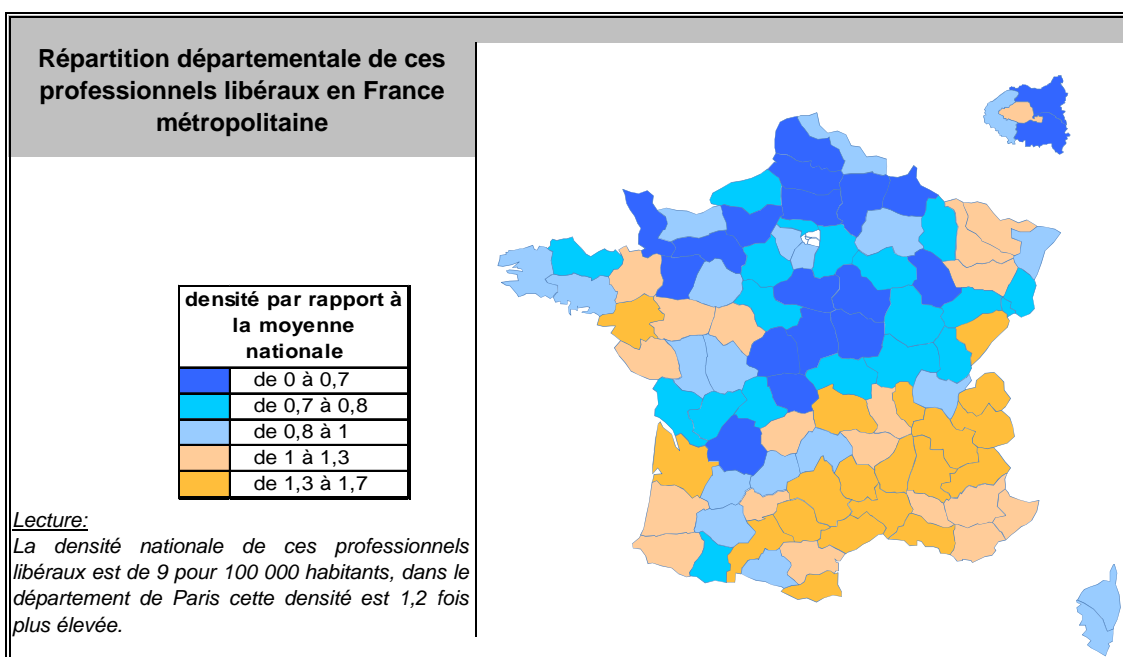 Répartition départementale de ces
professionnels libéraux en France
métropolitaine
densité par rapport à
la moyenne
nationale
de 0 à 0,7
de 0,7 à 0,8
de 0,8 à 1
de 1 à 1,3
de 1,3 à 1,7
Lecture:
La densité nationale de ces professionnels
libéraux est de 9 pour 100 000 habitants, dans le
département de Paris cette densité est 1,2 fois
plus élevée.